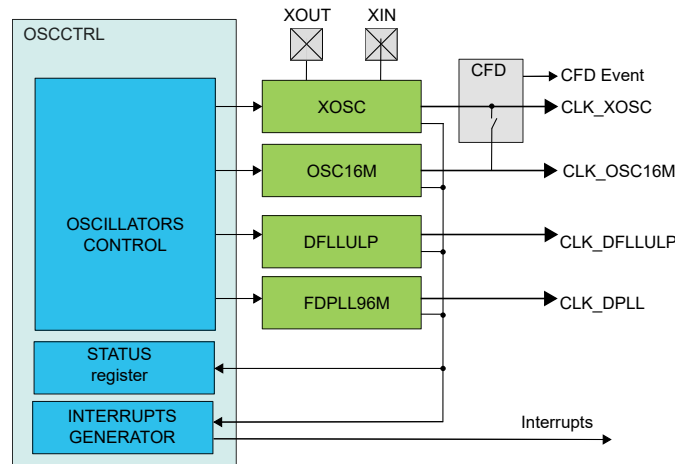 XOUT XIN
OSCCTRL
CFD
CFD Event
XOSC
CLK_XOSC
OSC16M
CLK_OSC16M
OSCILLATORS
CONTROL
DFLLULP
CLK_DFLLULP
FDPLL96M
CLK_DPLL
STATUS
register
INTERRUPTS
GENERATOR
Interrupts